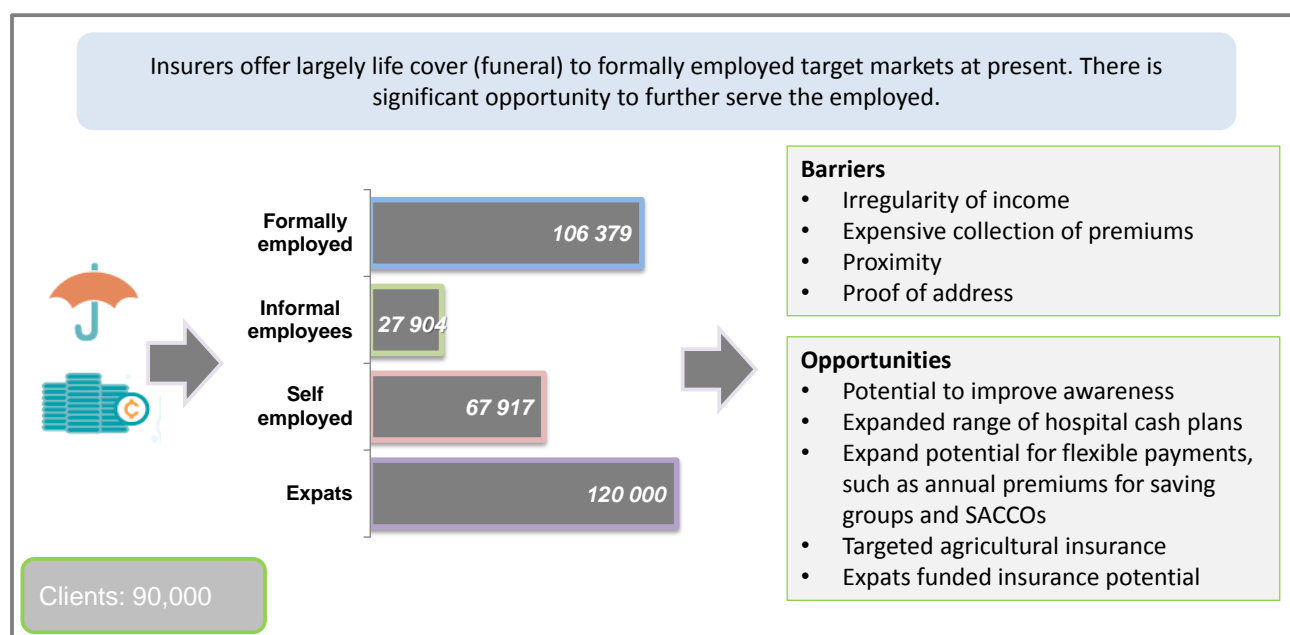 Insurers offer largely life cover (funeral) to formally employed target markets at present. There is
significant opportunity to further serve the employed.
Formally
employed
106 379
Informal
employees
27 904
Self
employed
67 917
Expats
120 000
Clients: 90,000
Barriers
• Irregularity of income
• Expensive collection of premiums
• Proximity
• Proof of address
Opportunities
• Potential to improve awareness
• Expanded range of hospital cash plans
• Expand potential for flexible payments,
such as annual premiums for saving
groups and SACCOs
• Targeted agricultural insurance
• Expats funded insurance potential